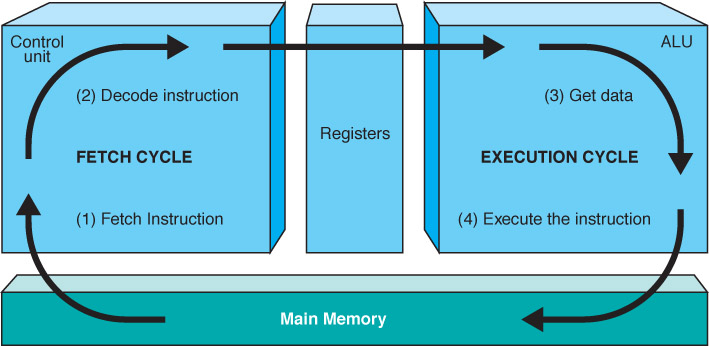 Control
unit
ALU
(2) Decode instruction
(3) Get data
Registers
FETCH CYCLE
EXECUTION CYCLE
(1) Fetch Instruction
(4) Execute the instruction
Main Memory